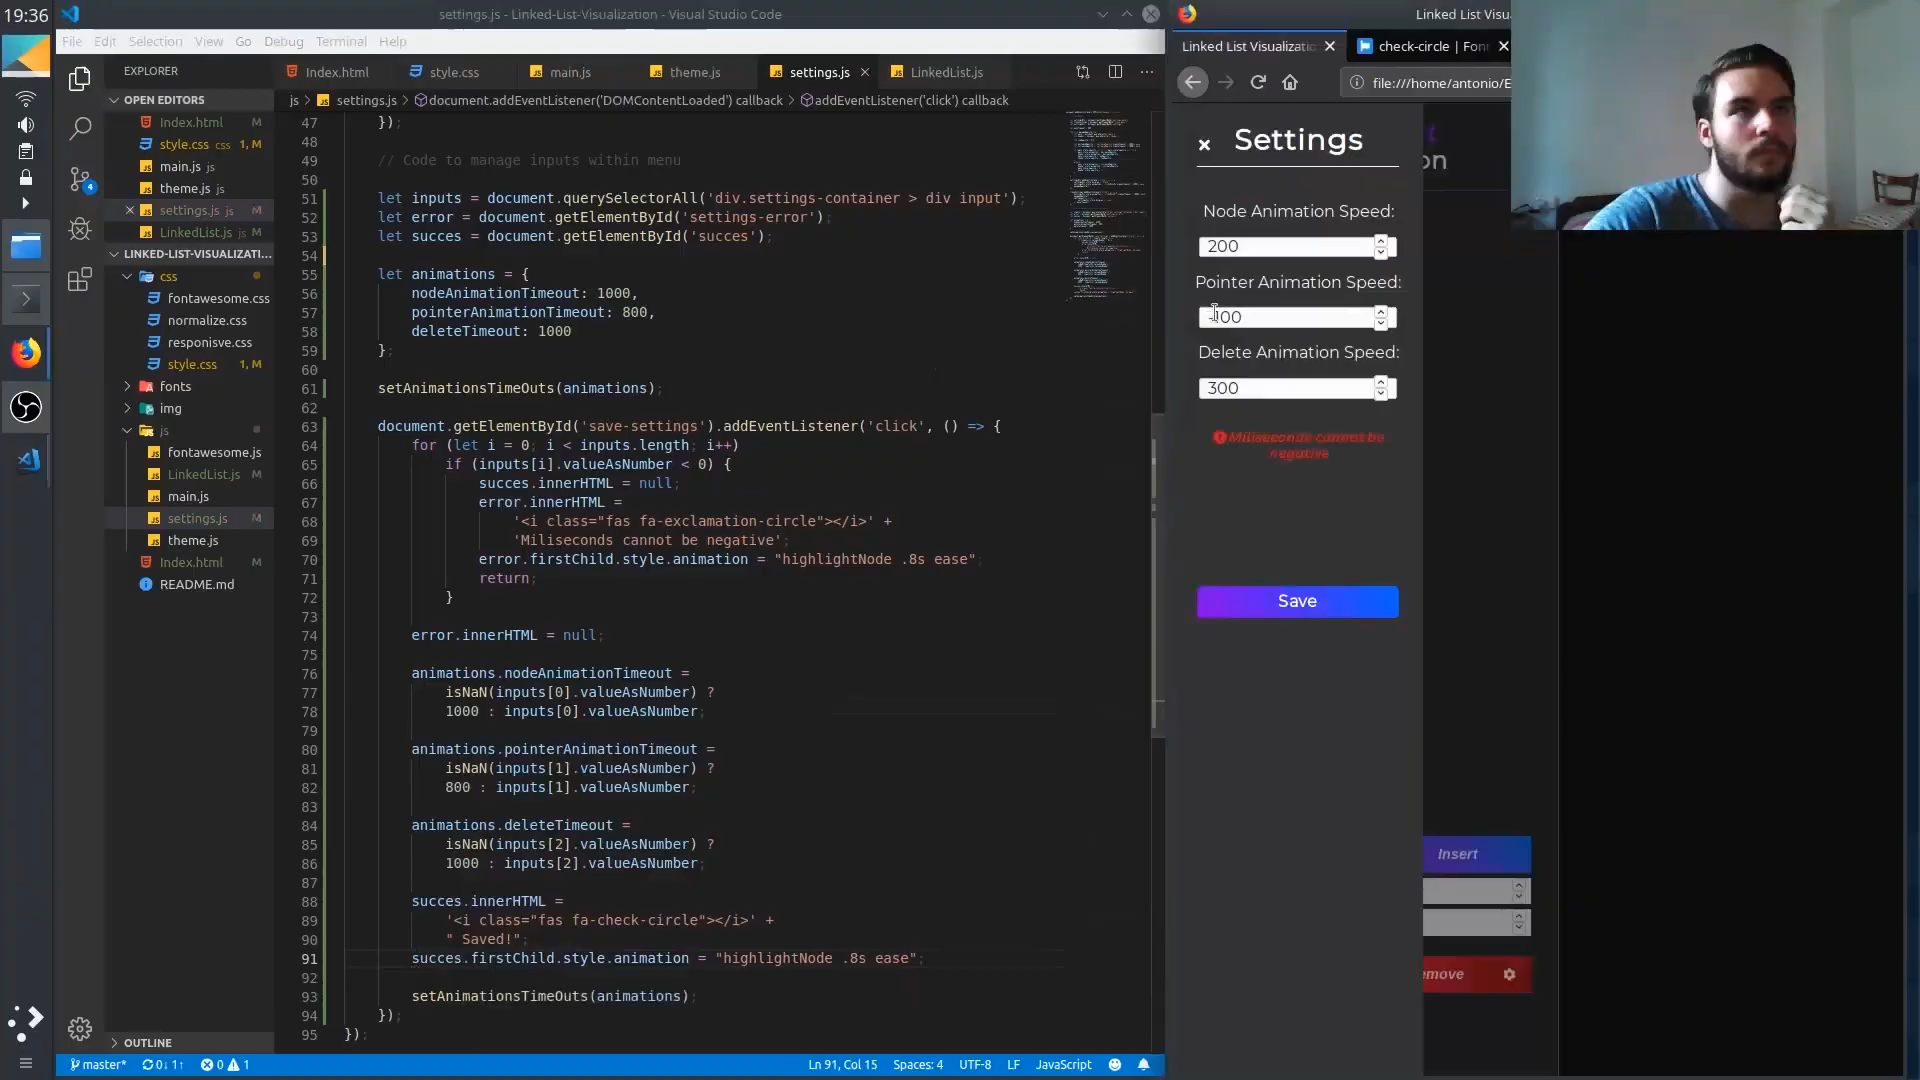 19:36
settings.js - Linked-List-Visualization - Visual Studio Code
File Edit Selection View Go Debug Terminal Help
EXPLORER
OPEN EDITORS
Index.html M
style.css css 1, M
main.js js
theme.js js
settings.js js M
LinkedList.js js M
LINKED-LIST-VISUALIZATI...
css
fontawesome.css
normalize.css
responisve.css
style.css 1, M
fonts
img
js
fontawesome.js
LinkedList.js M
main.js
settings.js M
theme.js
Index.html M
README.md
OUTLINE
4
Index.html style.css main.js theme.js settings.js LinkedList.js
js > settings.js > document.addEventListener('DOMContentLoaded') callback > addEventListener('click') callback
47 });
48
49 // Code to manage inputs within menu
50
51 let inputs = document.querySelectorAll('div.settings-container > div input');
52 let error = document.getElementById('settings-error');
53 let succes = document.getElementById('succes');
54
55 let animations = {
56 nodeAnimationTimeout: 1000,
57 pointerAnimationTimeout: 800,
58 deleteTimeout: 1000
59 };
60
61 setAnimationsTimeOuts(animations);
62
63 document.getElementById('save-settings').addEventListener('click', () => {
64 for (let i = 0; i < inputs.length; i++)
65 if (inputs[i].valueAsNumber < 0) {
66 succes.innerHTML = null;
67 error.innerHTML =
68 '<i class="fas fa-exclamation-circle"></i>' +
69 'Miliseconds cannot be negative';
70 error.firstChild.style.animation = "highlightNode .8s ease";
71 return;
72 }
73
74 error.innerHTML = null;
75
76 animations.nodeAnimationTimeout =
77 isNaN(inputs[0].valueAsNumber) ?
78 1000 : inputs[0].valueAsNumber;
79
80 animations.pointerAnimationTimeout =
81 isNaN(inputs[1].valueAsNumber) ?
82 800 : inputs[1].valueAsNumber;
83
84 animations.deleteTimeout =
85 isNaN(inputs[2].valueAsNumber) ?
86 1000 : inputs[2].valueAsNumber;
87
88 succes.innerHTML =
89 '<i class="fas fa-check-circle"></i>' +
90 " Saved!";
91 succes.firstChild.style.animation = "highlightNode .8s ease";
92
93 setAnimationsTimeOuts(animations);
94 });
95 });
master* 0↓ 1↑ 0 1
Ln 91, Col 15 Spaces: 4 UTF-8 LF JavaScript
Linked List Visu
Linked List Visualizatio check-circle | Fon
file:///home/antonio/E
Settings
Node Animation Speed:
200
Pointer Animation Speed:
-100
Delete Animation Speed:
300
Miliseconds cannot be
negative
Save
t
on
Insert
emove